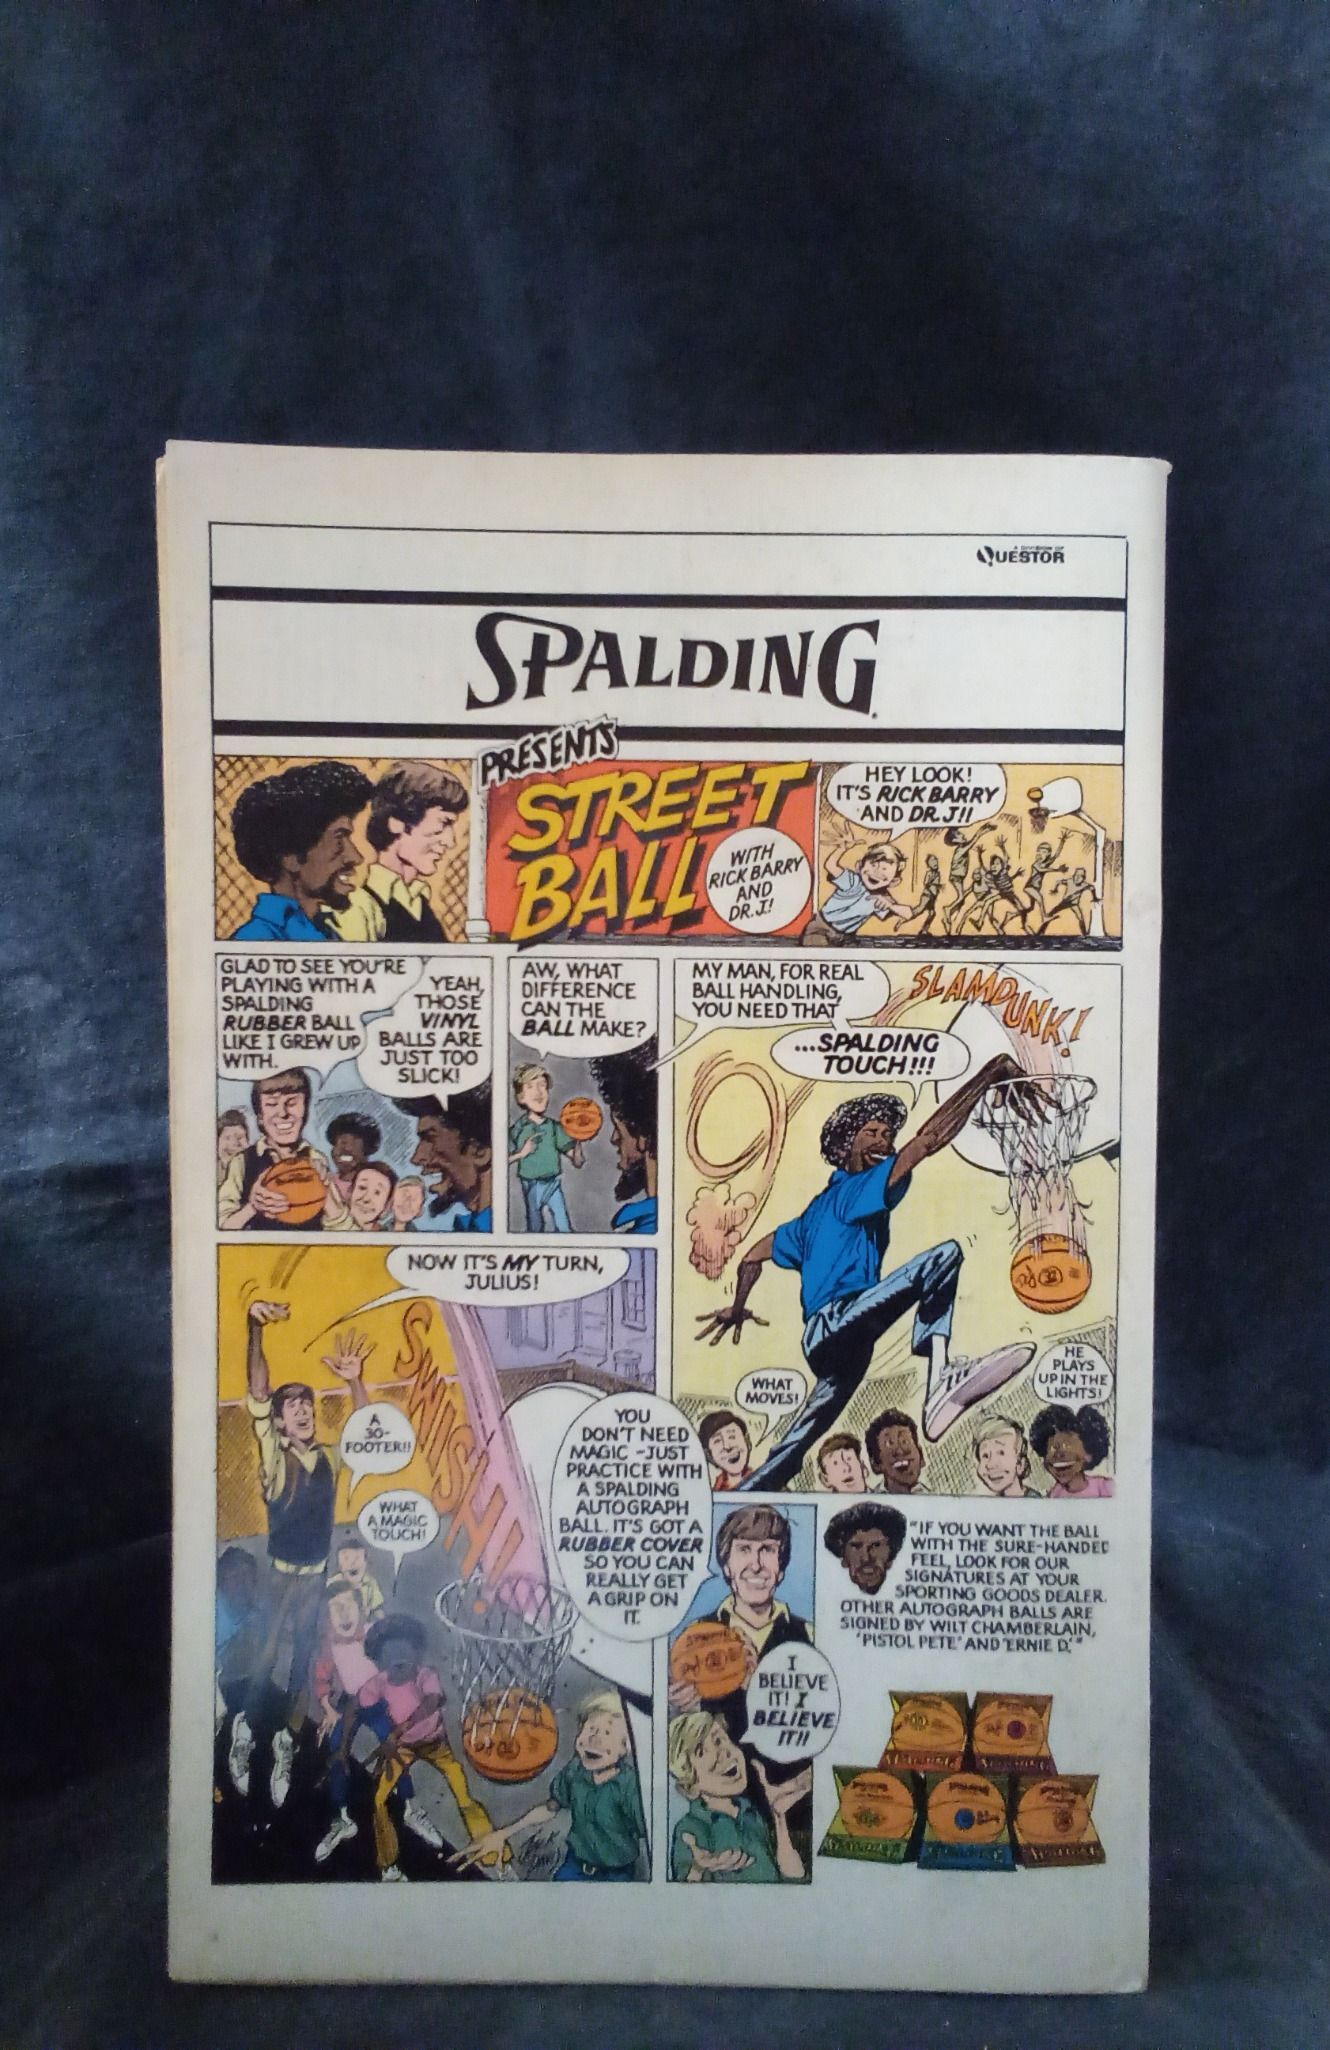 A DIVISION OF
QUESTOR
SPALDING
PRESENTS
STREET
BALL
WITH
RICK BARRY
AND
DR. J.!
HEY LOOK!
IT'S RICK BARRY
AND DR. J!!
GLAD TO SEE YOU'RE
PLAYING WITH A
SPALDING
RUBBER BALL
LIKE I GREW UP
WITH.
YEAH,
THOSE
VINYL
BALLS ARE
JUST TOO
SLICK!
AW, WHAT
DIFFERENCE
CAN THE
BALL MAKE?
MY MAN, FOR REAL
BALL HANDLING,
YOU NEED THAT
...SPALDING
TOUCH!!!
SLAMDUNK!
WHAT
MOVES!
HE
PLAYS
UP IN THE
LIGHTS!
NOW IT'S MY TURN,
JULIUS!
SWISH!
A
30-
FOOTER!!
WHAT
A MAGIC
TOUCH!
YOU
DON'T NEED
MAGIC -JUST
PRACTICE WITH
A SPALDING
AUTOGRAPH
BALL. IT'S GOT A
RUBBER COVER
SO YOU CAN
REALLY GET
A GRIP ON
IT.
I
BELIEVE
IT! I
BELIEVE
IT!!
"IF YOU WANT THE BALL
WITH THE SURE-HANDED
FEEL, LOOK FOR OUR
SIGNATURES AT YOUR
SPORTING GOODS DEALER.
OTHER AUTOGRAPH BALLS ARE
SIGNED BY WILT CHAMBERLAIN,
'PISTOL PETE' AND 'ERNIE D.'"
JACK
DAVIS
SPALDING